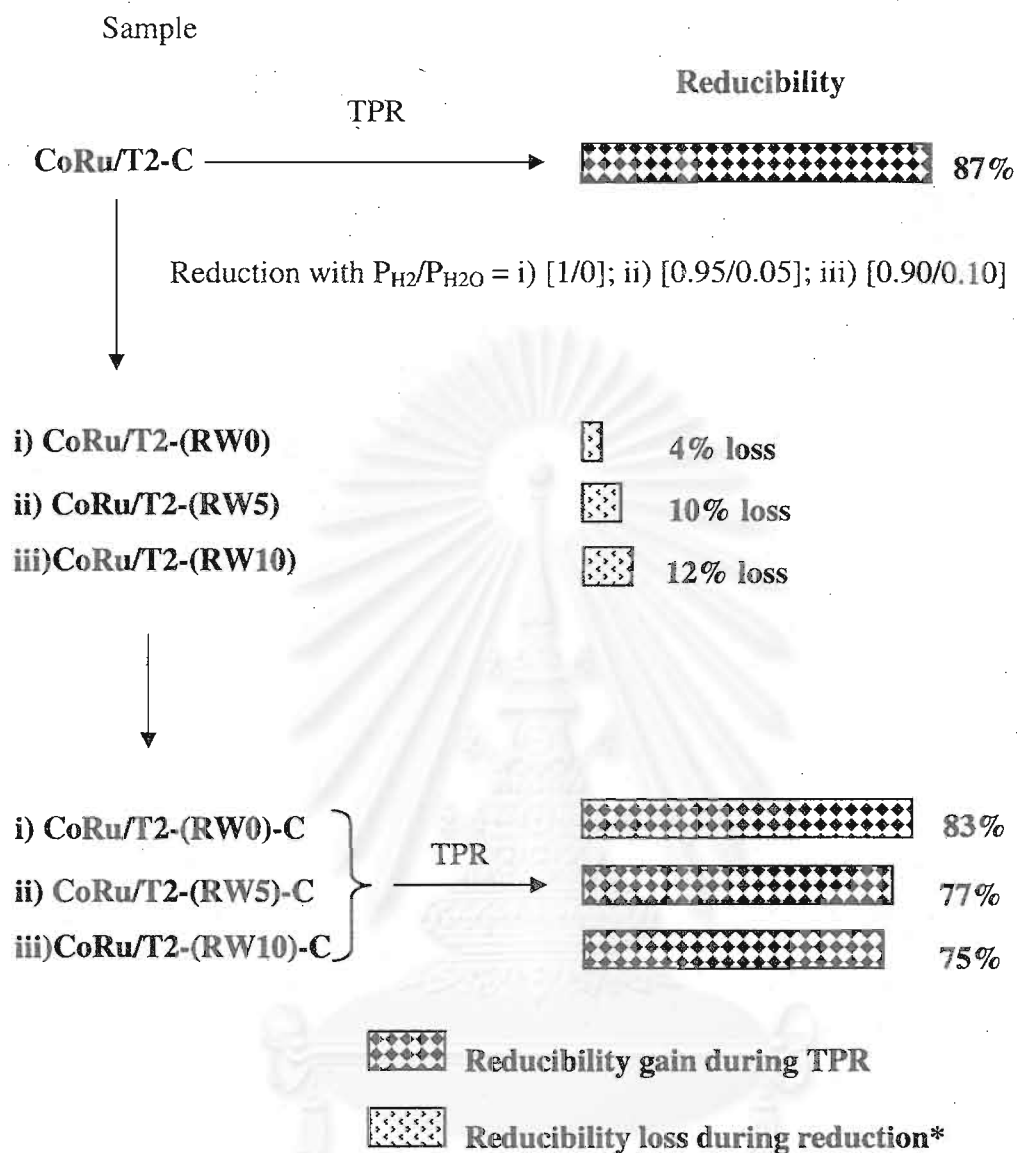 Sample
Reducibility
TPR
CoRu/T2-C
87%
Reduction with P_H2/P_H2O = i) [1/0]; ii) [0.95/0.05]; iii) [0.90/0.10]
i) CoRu/T2-(RW0)
4% loss
ii) CoRu/T2-(RW5)
10% loss
iii)CoRu/T2-(RW10)
12% loss
i) CoRu/T2-(RW0)-C
83%
TPR
ii) CoRu/T2-(RW5)-C
77%
iii)CoRu/T2-(RW10)-C
75%
Reducibility gain during TPR
Reducibility loss during reduction*